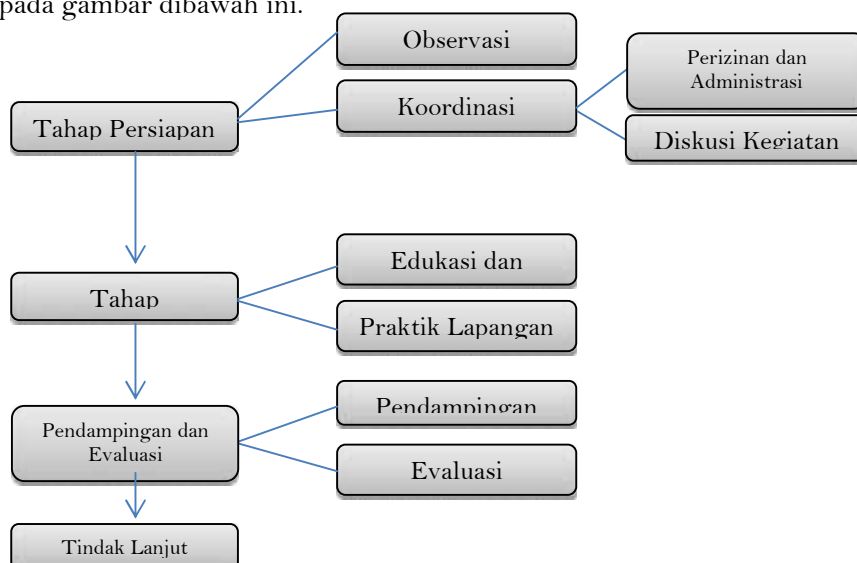 pada gambar dibawah ini.
Observasi
Koordinasi
Perizinan dan
Administrasi
Diskusi Kegiatan
Tahap Persiapan
Edukasi dan
Tahap
Praktik Lapangan
Pendampingan
Pendampingan dan
Evaluasi
Evaluasi
Tindak Lanjut